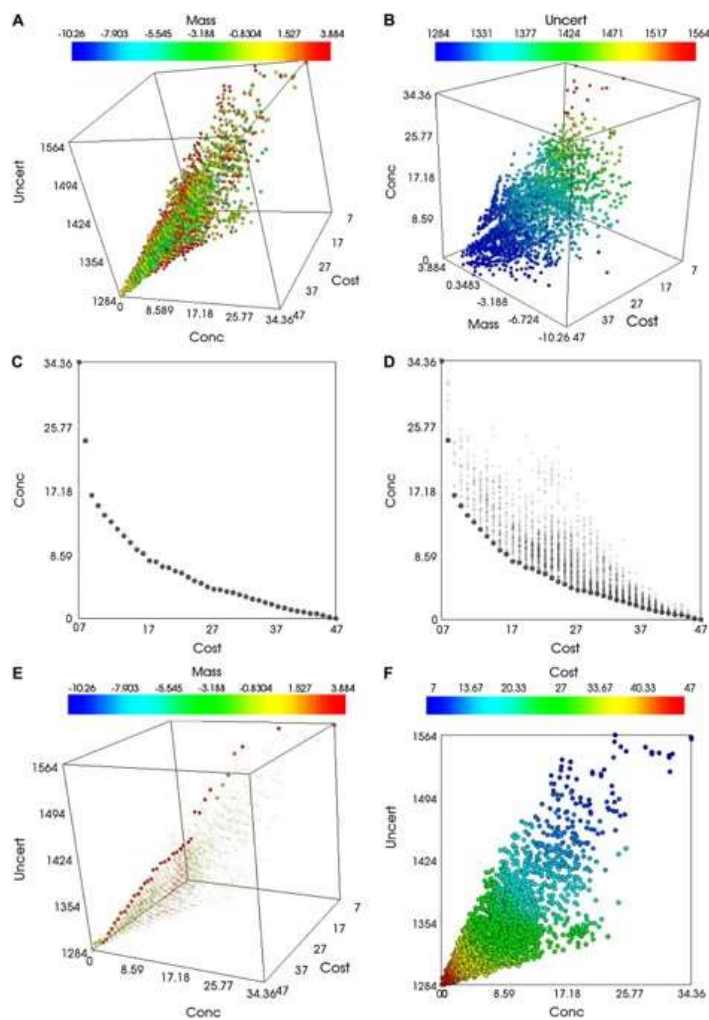 A
Mass
-10.26 -7.903 -5.545 -3.188 -0.8304 1.527 3.884
1564
1494
1424
1354
1284
Uncert
0 8.589 17.18 25.77 34.36
Conc
47 37 27 17 7
Cost
B
Uncert
1284 1331 1377 1424 1471 1517 1564
34.36
25.77
17.18
8.59
0
Conc
3.884 0.3483 -3.188 -6.724 -10.26
Mass
47 37 27 17 7
Cost
C
34.36
25.77
17.18
8.59
0
Conc
07 17 27 37 47
Cost
D
34.36
25.77
17.18
8.59
0
Conc
07 17 27 37 47
Cost
E
Mass
-10.26 -7.903 -5.545 -3.188 -0.8304 1.527 3.884
1564
1494
1424
1354
1284
Uncert
0 8.59 17.18 25.77 34.36
Conc
47 37 27 17 7
Cost
F
Cost
7 13.67 20.33 27 33.67 40.33 47
1564
1494
1424
1354
1284
Uncert
00 8.59 17.18 25.77 34.36
Conc